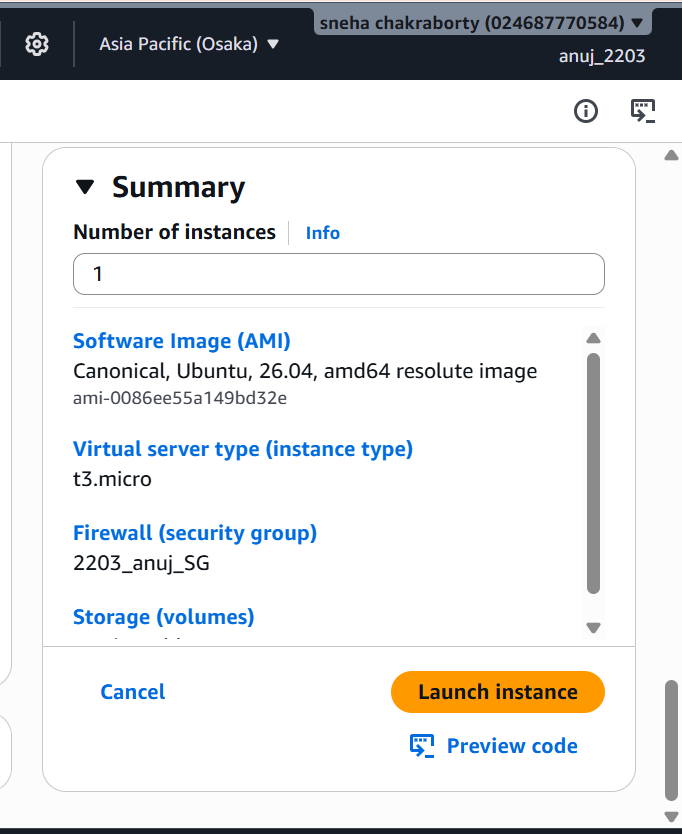 sneha chakraborty (024687770584)
Asia Pacific (Osaka)
anuj_2203
Summary
Number of instances Info
1
Software Image (AMI)
Canonical, Ubuntu, 26.04, amd64 resolute image
ami-0086ee55a149bd32e
Virtual server type (instance type)
t3.micro
Firewall (security group)
2203_anuj_SG
Storage (volumes)
Cancel Launch instance
Preview code